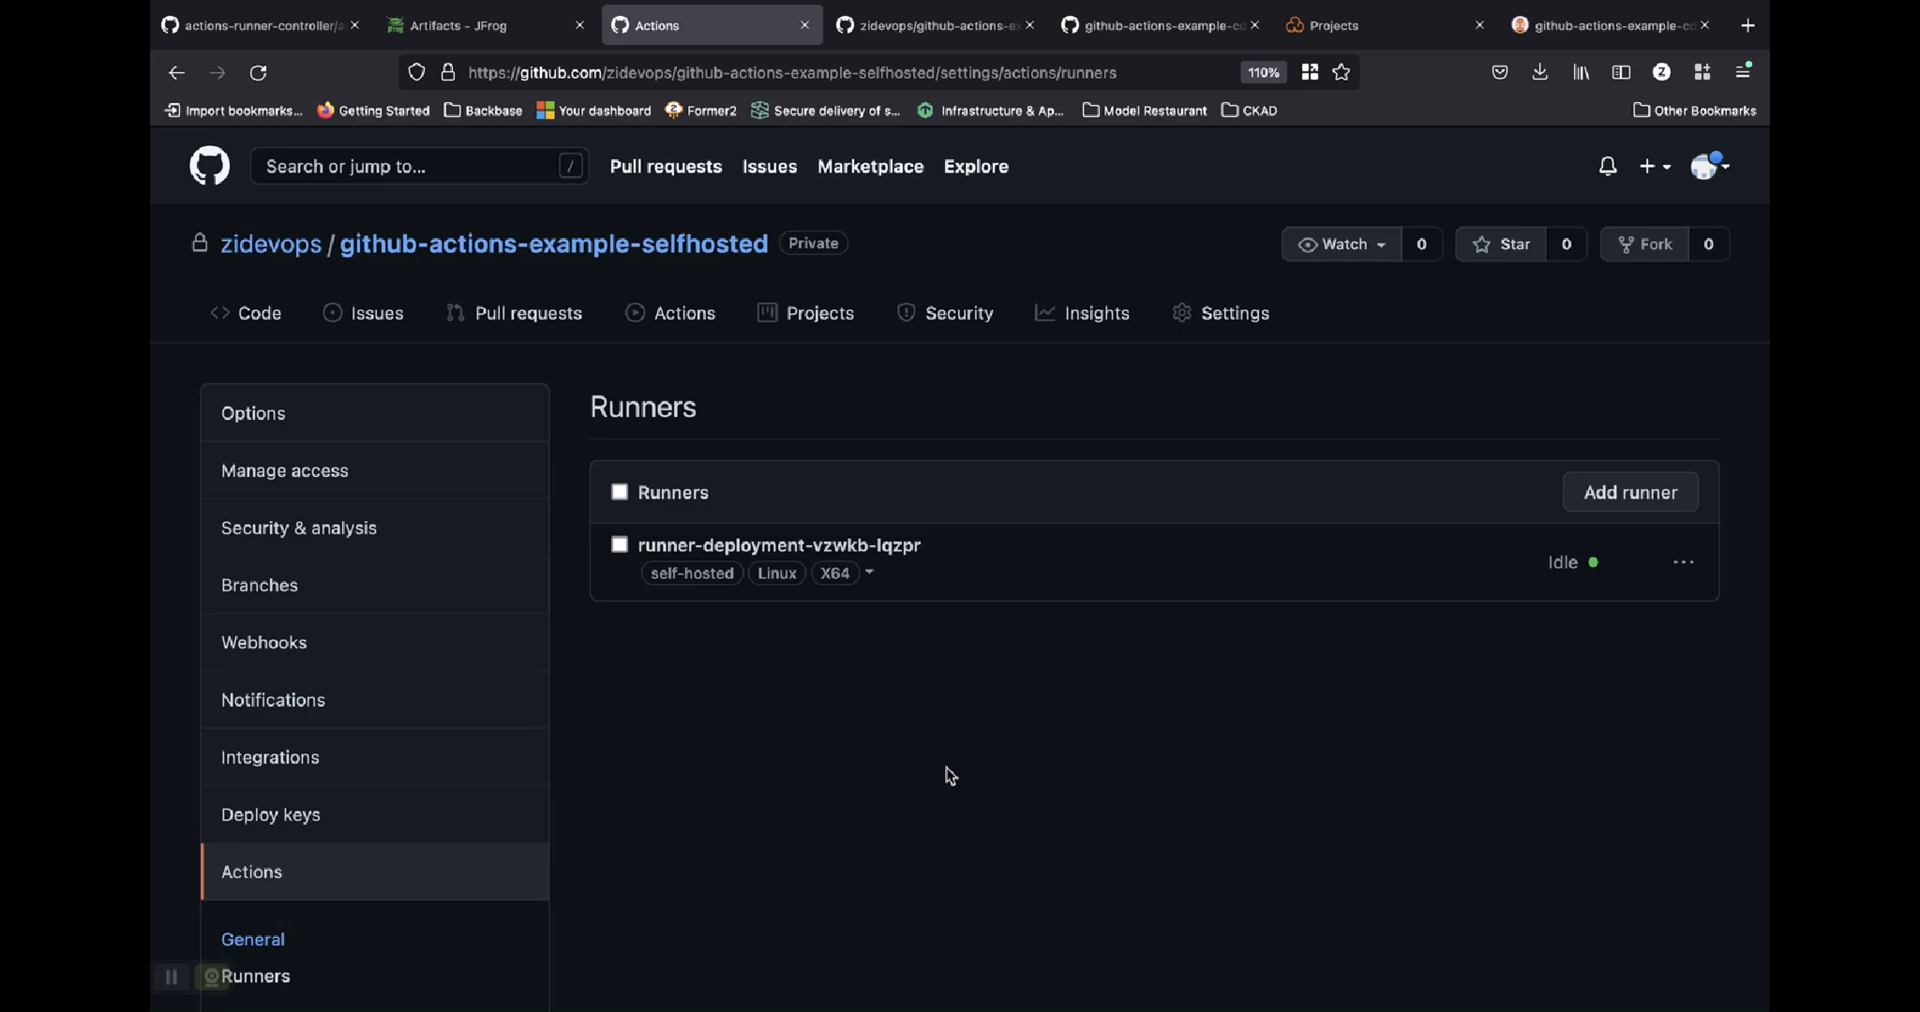 actions-runner-controller/a
Artifacts - JFrog
Actions
zidevops/github-actions-e
github-actions-example-c
Projects
github-actions-example-c
https://github.com/zidevops/github-actions-example-selfhosted/settings/actions/runners
110%
Z
Import bookmarks...
Getting Started
Backbase
Your dashboard
Former2
Secure delivery of s...
Infrastructure & Ap...
Model Restaurant
CKAD
Other Bookmarks
Search or jump to...
/
Pull requests
Issues
Marketplace
Explore
zidevops / github-actions-example-selfhosted
Private
Watch
0
Star
0
Fork
0
Code
Issues
Pull requests
Actions
Projects
Security
Insights
Settings
Options
Manage access
Security & analysis
Branches
Webhooks
Notifications
Integrations
Deploy keys
Actions
General
Runners
Runners
Runners
Add runner
runner-deployment-vzwkb-lqzpr
self-hosted
Linux
X64
Idle